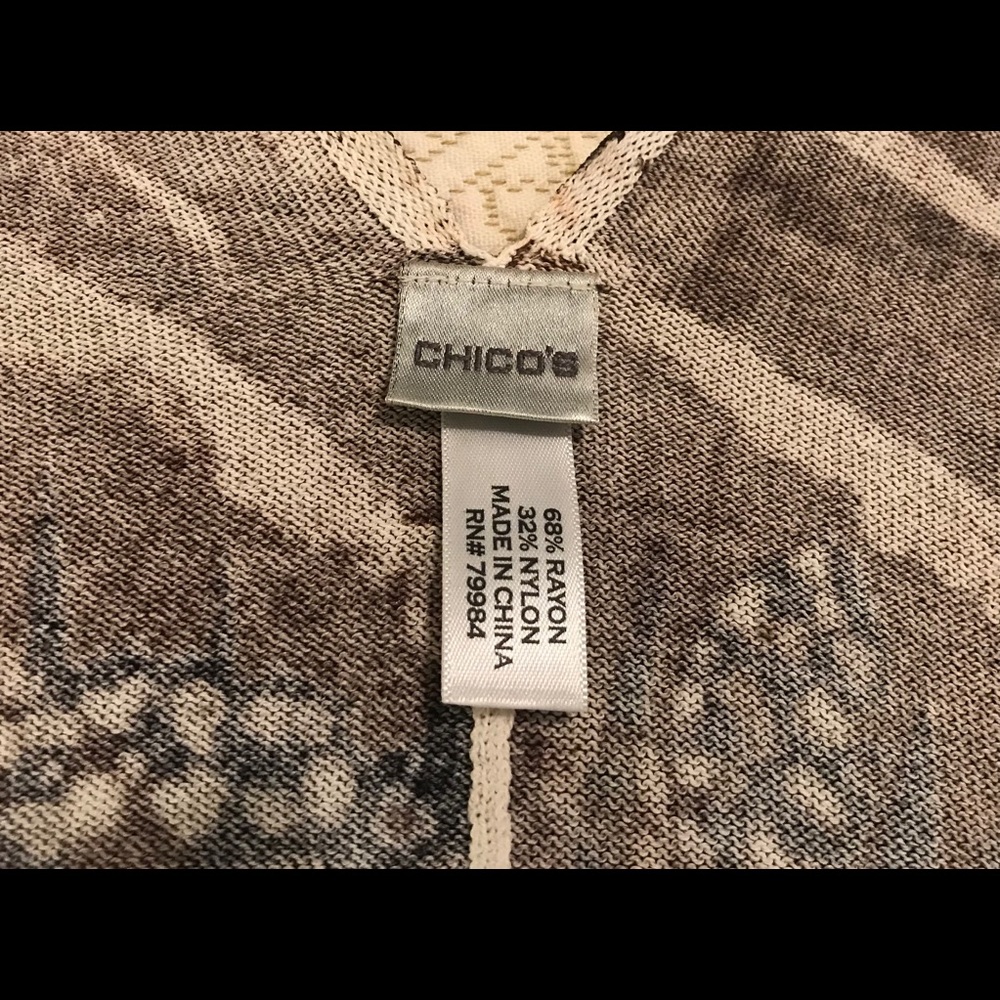 CHICO'S
68% RAYON
32% NYLON
MADE IN CHINA
RN# 79984